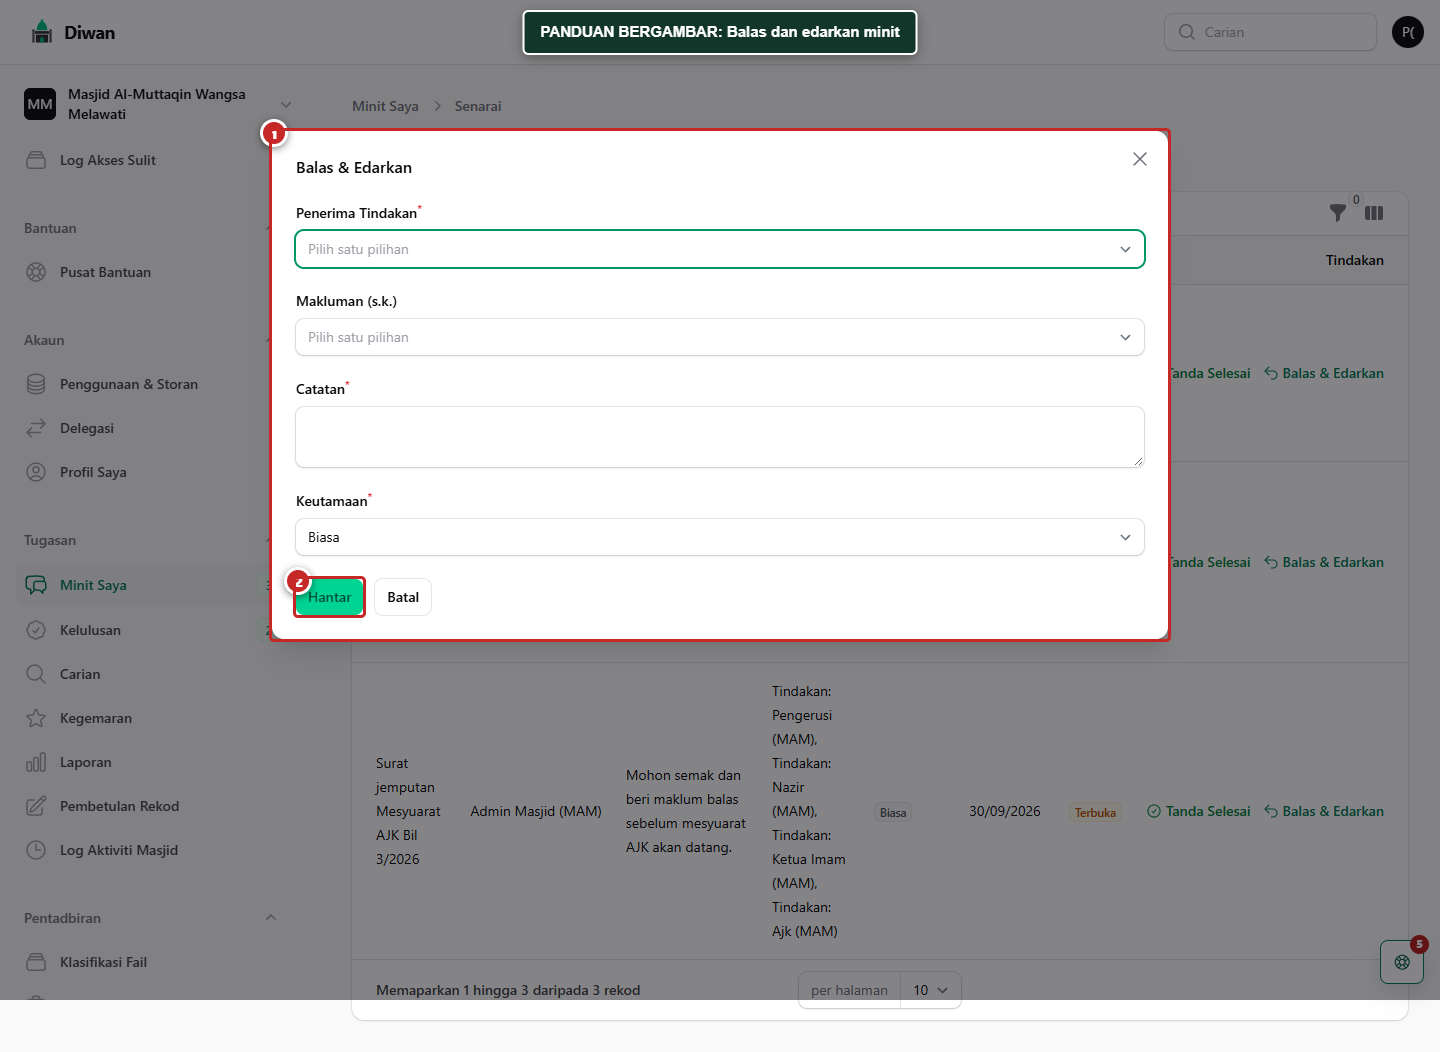 Diwan
PANDUAN BERGAMBAR: Balas dan edarkan minit
Carian
P(
MM
Masjid Al-Muttaqin Wangsa
Melawati
Log Akses Sulit
Bantuan
Pusat Bantuan
Akaun
Penggunaan & Storan
Delegasi
Profil Saya
Tugasan
Minit Saya
Kelulusan
Carian
Kegemaran
Laporan
Pembetulan Rekod
Log Aktiviti Masjid
Pentadbiran
Klasifikasi Fail
Minit Saya
Senarai
1
Balas & Edarkan
Penerima Tindakan*
Pilih satu pilihan
Makluman (s.k.)
Pilih satu pilihan
Catatan*
Keutamaan*
Biasa
2
Hantar
Batal
0
Tindakan
Tanda Selesai
Balas & Edarkan
Tanda Selesai
Balas & Edarkan
Surat
jemputan
Mesyuarat
AJK Bil
3/2026
Admin Masjid (MAM)
Mohon semak dan
beri maklum balas
sebelum mesyuarat
AJK akan datang.
Tindakan:
Pengerusi
(MAM),
Tindakan:
Nazir
(MAM),
Tindakan:
Ketua Imam
(MAM),
Tindakan:
Ajk (MAM)
Biasa
30/09/2026
Terbuka
Tanda Selesai
Balas & Edarkan
Memaparkan 1 hingga 3 daripada 3 rekod
per halaman
10
5